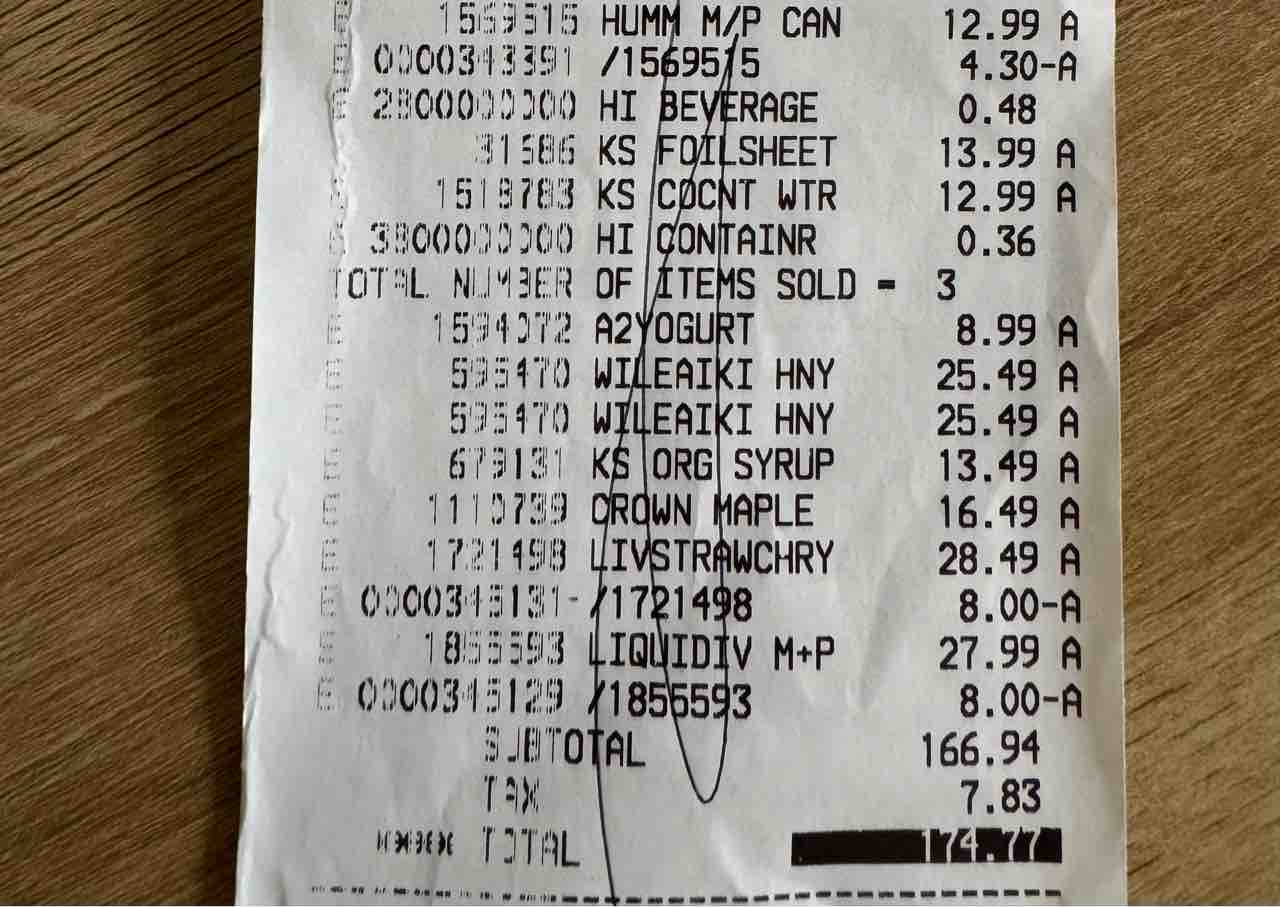 E 1569515 HUMM M/P CAN 12.99 A
E 0000343391 /1569515 4.30-A
2800000000 HI BEVERAGE 0.48
31586 KS FOILSHEET 13.99 A
KS COCNT WTR 12.99 A
3800000000 HI CONTAINR 0.36
TOTAL NUMBER OF ITEMS SOLD = 3
E 1594072 A2YOGURT 8.99 A
E 595470 WILEAIKI HNY 25.49 A
E 595470 WILEAIKI HNY 25.49 A
E 679131 KS ORG SYRUP 13.49 A
E 1110739 CROWN MAPLE 16.49 A
E 1721498 LIVSTRAWCHRY 28.49 A
E /1721498 8.00-A
E 1855593 LIQUIDIV M+P 27.99 A
E /1855593 8.00-A
SUBTOTAL 166.94
TAX 7.83
**** TOTAL 174.77